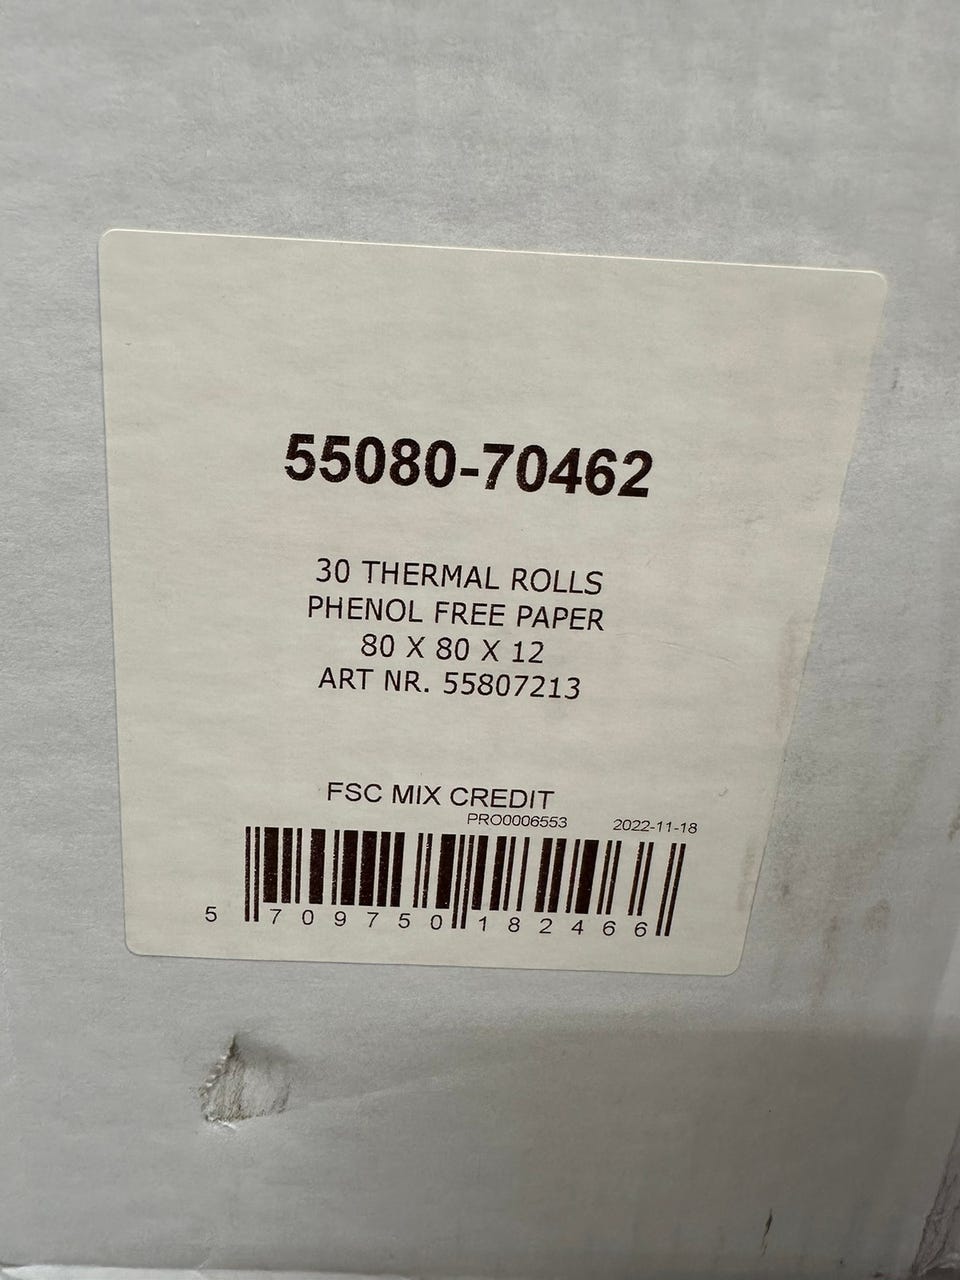 55080-70462
30 THERMAL ROLLS
PHENOL FREE PAPER
80 X 80 X 12
ART NR. 55807213
FSC MIX CREDIT
PRO0006553 2022-11-18
5 709750 182466